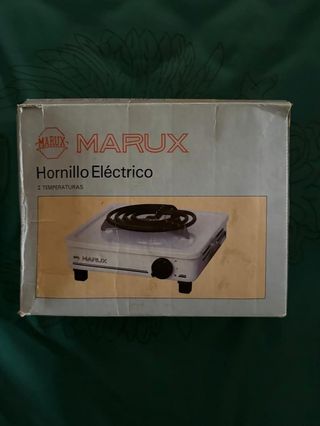 MARUX
MARUX
Hornillo Eléctrico
2 TEMPERATURAS
MARUX